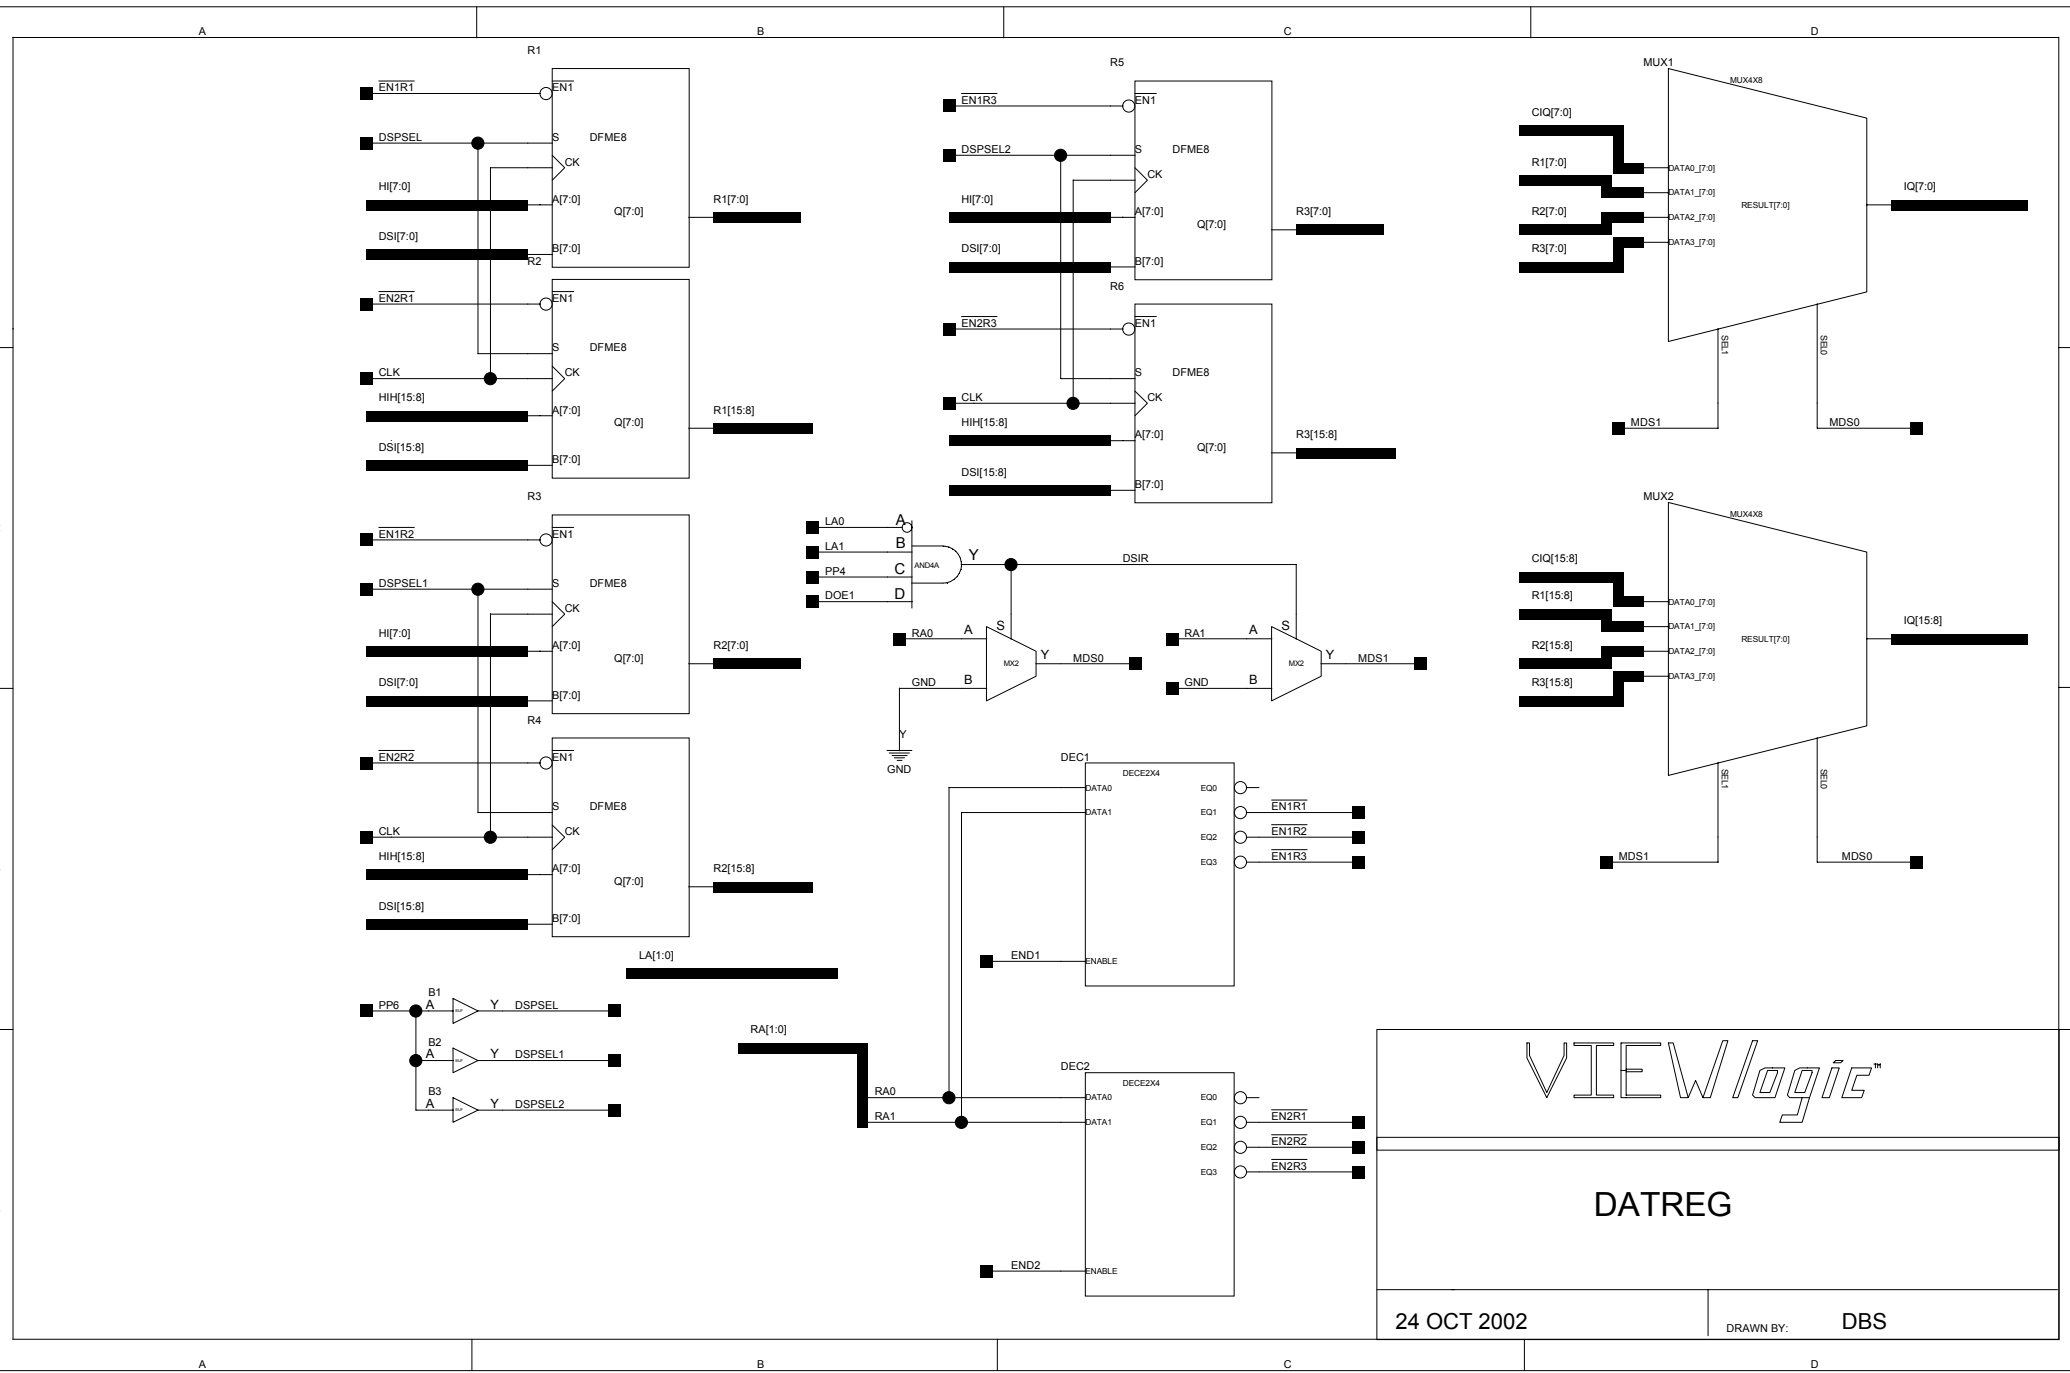 A B C D
R1
EN1R1
EN1
DSPSEL
S
DFME8
CK
HI[7:0]
A[7:0]
Q[7:0]
R1[7:0]
DSI[7:0]
B[7:0]
R2
EN2R1
EN1
S
DFME8
CLK
CK
HIH[15:8]
A[7:0]
Q[7:0]
R1[15:8]
DSI[15:8]
B[7:0]
R3
EN1R2
EN1
DSPSEL1
S
DFME8
CK
HI[7:0]
A[7:0]
Q[7:0]
R2[7:0]
DSI[7:0]
B[7:0]
R4
EN2R2
EN1
S
DFME8
CLK
CK
HIH[15:8]
A[7:0]
Q[7:0]
R2[15:8]
DSI[15:8]
B[7:0]
LA[1:0]
PP6
B1
A
BUF
Y
DSPSEL
B2
A
BUF
Y
DSPSEL1
B3
A
BUF
Y
DSPSEL2
R5
EN1R3
EN1
DSPSEL2
S
DFME8
CK
HI[7:0]
A[7:0]
Q[7:0]
R3[7:0]
DSI[7:0]
B[7:0]
R6
EN2R3
EN1
S
DFME8
CLK
CK
HIH[15:8]
A[7:0]
Q[7:0]
R3[15:8]
DSI[15:8]
B[7:0]
LA0 A
LA1 B
PP4 C
DOE1 D
AND4A
Y
DSIR
RA0 A
S
MX2
Y
MDS0
GND B
Y
GND
RA1 A
S
MX2
Y
MDS1
GND B
DEC1
DECE2X4
DATA0
DATA1
EQ0
EQ1
EN1R1
EQ2
EN1R2
EQ3
EN1R3
END1
ENABLE
RA[1:0]
RA0
RA1
DEC2
DECE2X4
DATA0
DATA1
EQ0
EQ1
EN2R1
EQ2
EN2R2
EQ3
EN2R3
END2
ENABLE
MUX1
MUX4X8
CIQ[7:0]
R1[7:0]
R2[7:0]
R3[7:0]
DATA0_[7:0]
DATA1_[7:0]
DATA2_[7:0]
DATA3_[7:0]
RESULT[7:0]
IQ[7:0]
SEL1
SEL0
MDS1
MDS0
MUX2
MUX4X8
CIQ[15:8]
R1[15:8]
R2[15:8]
R3[15:8]
DATA0_[7:0]
DATA1_[7:0]
DATA2_[7:0]
DATA3_[7:0]
RESULT[7:0]
IQ[15:8]
SEL1
SEL0
MDS1
MDS0
VIEWlogic™
DATREG
24 OCT 2002
DRAWN BY: DBS
A B C D